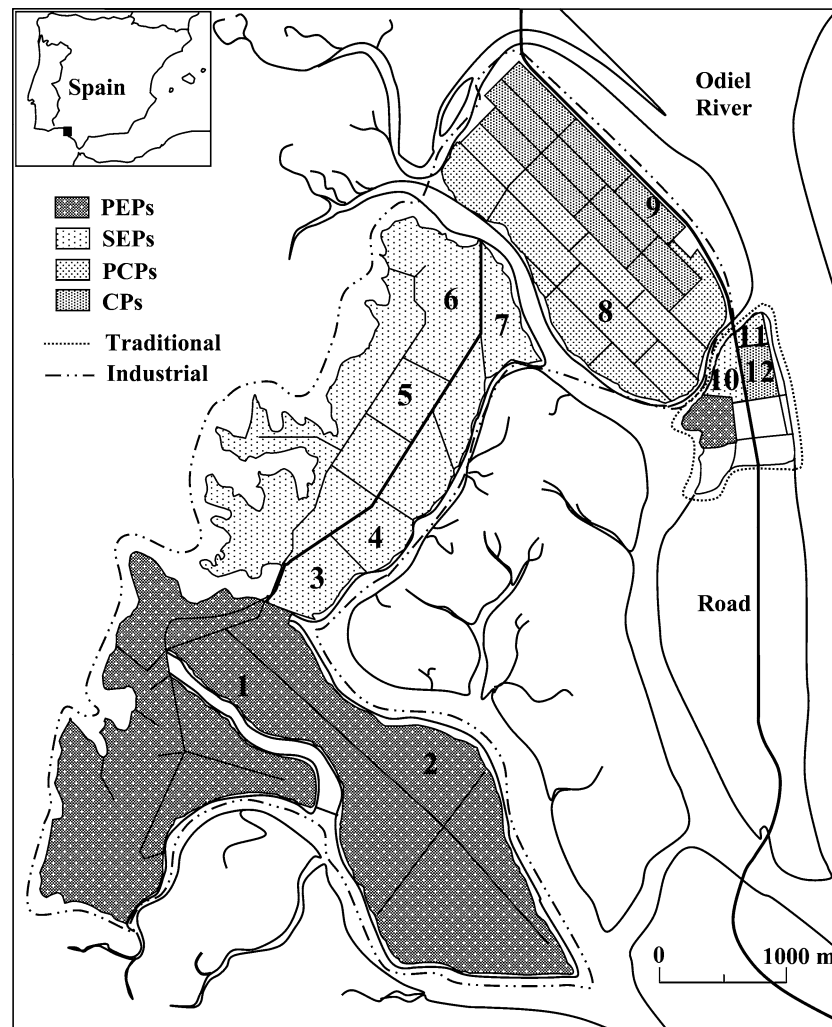 Spain
Odiel
River
PEPs
SEPs
PCPs
CPs
Traditional
Industrial
9
6
7
8
11
10
12
5
4
3
Road
1
2
0
1000 m